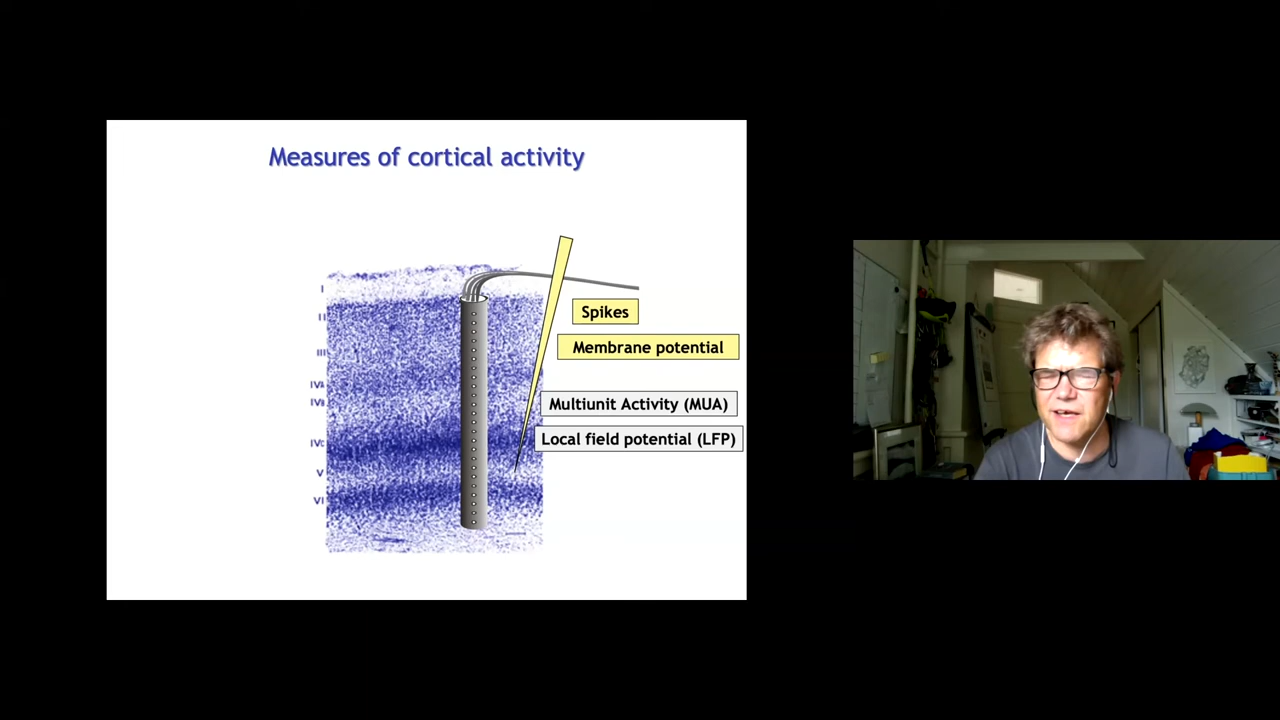 Measures of cortical activity
I
II
III
IVA
IVB
IVC
V
VI
Spikes
Membrane potential
Multiunit Activity (MUA)
Local field potential (LFP)